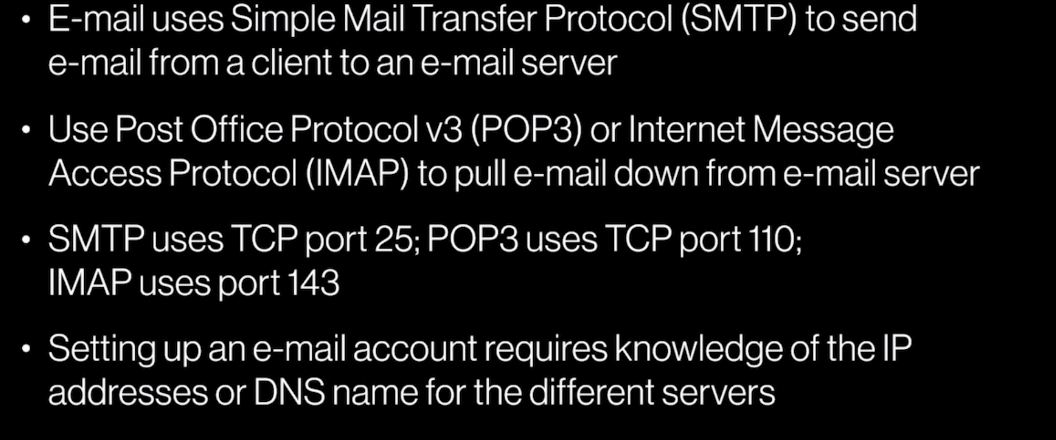 • E-mail uses Simple Mail Transfer Protocol (SMTP) to send
e-mail from a client to an e-mail server
• Use Post Office Protocol v3 (POP3) or Internet Message
Access Protocol (IMAP) to pull e-mail down from e-mail server
• SMTP uses TCP port 25; POP3 uses TCP port 110;
IMAP uses port 143
• Setting up an e-mail account requires knowledge of the IP
addresses or DNS name for the different servers